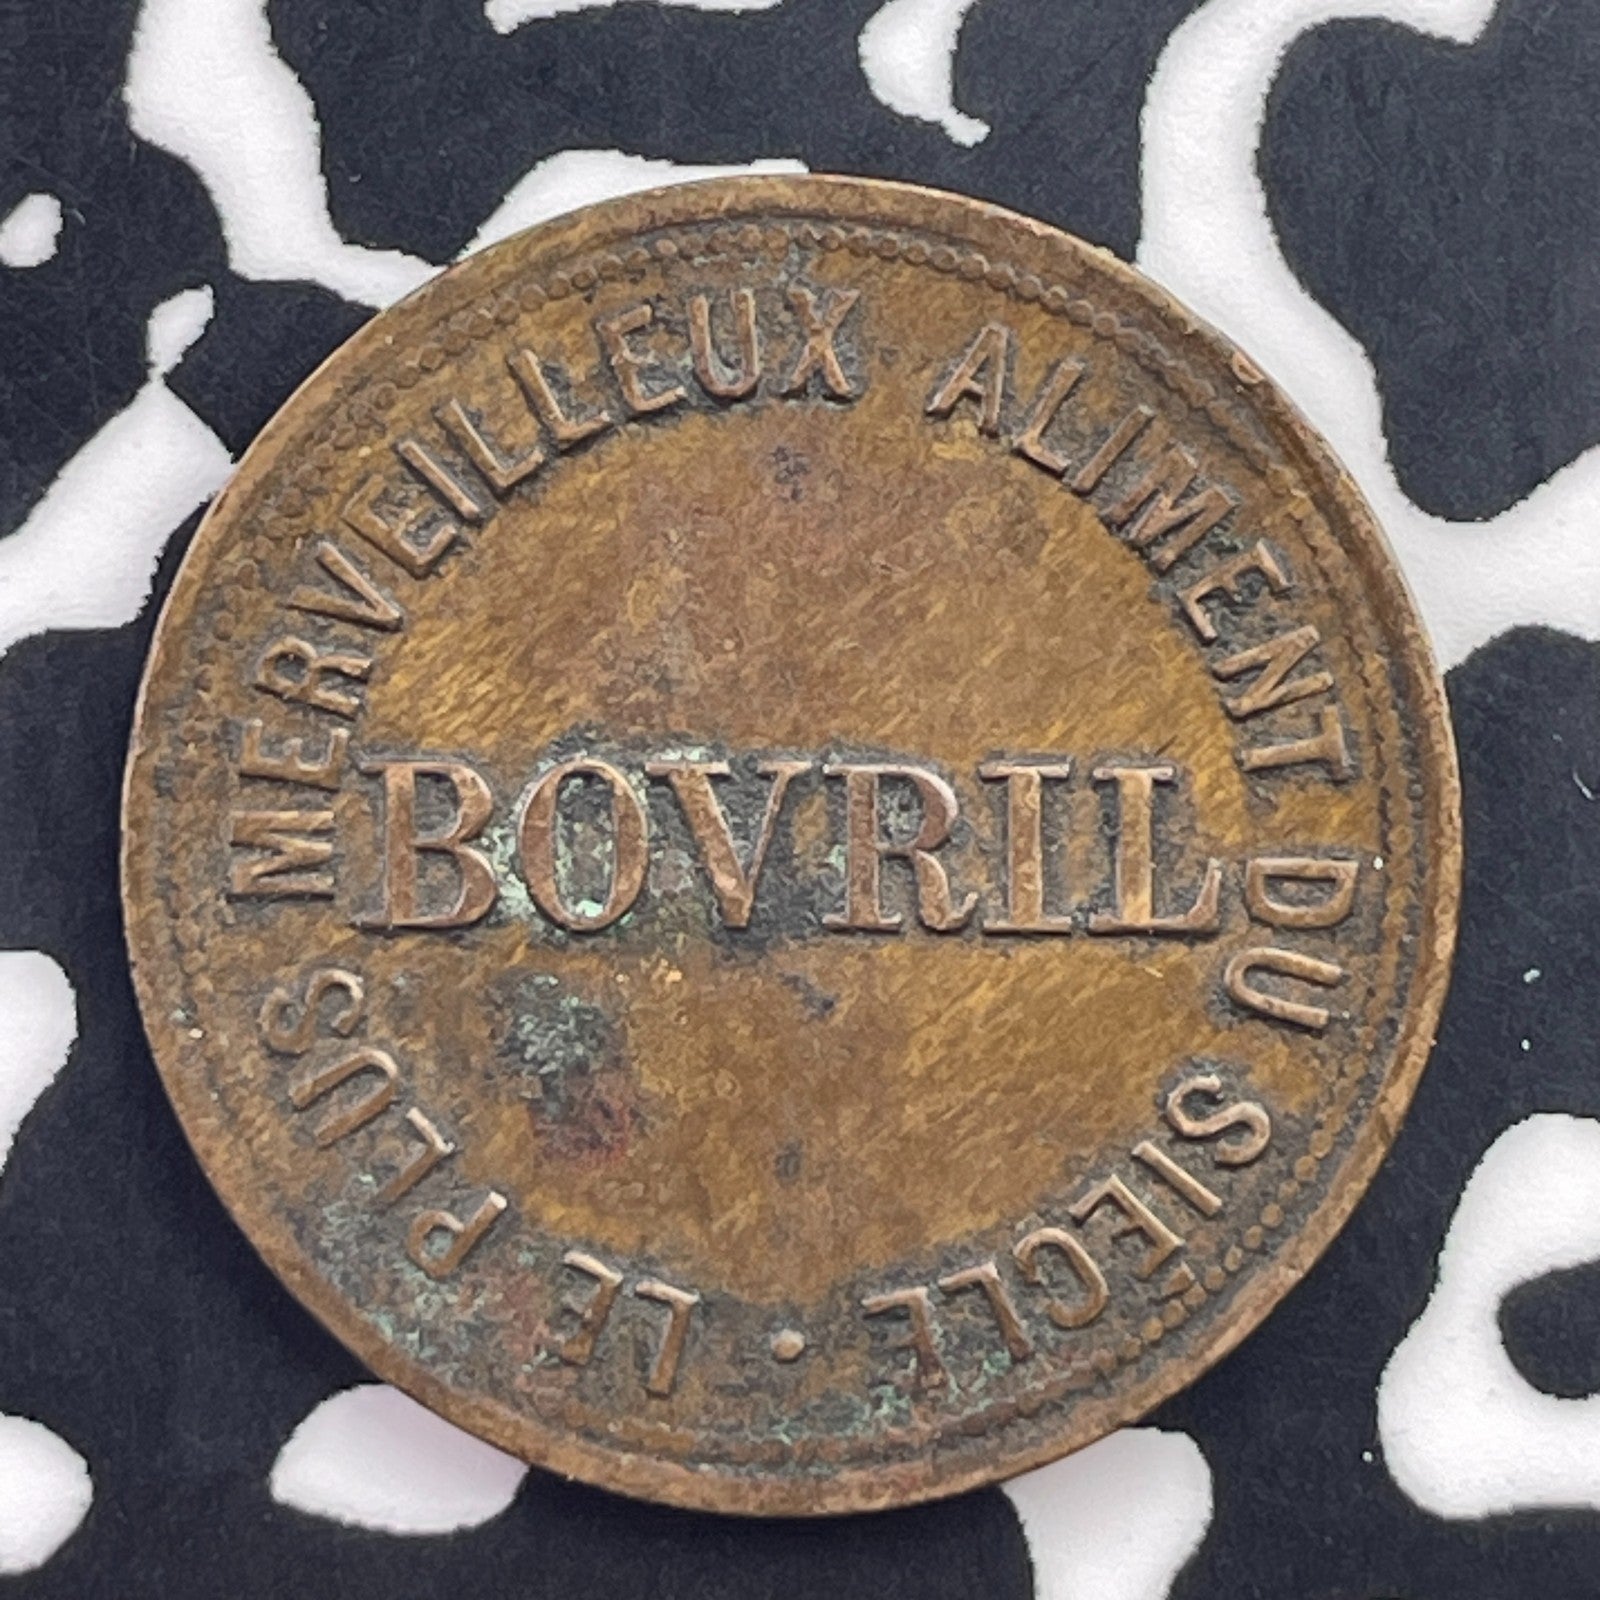 LE PLUS MERVEILLEUX ALIMENT DU SIECLE ·
BOVRIL